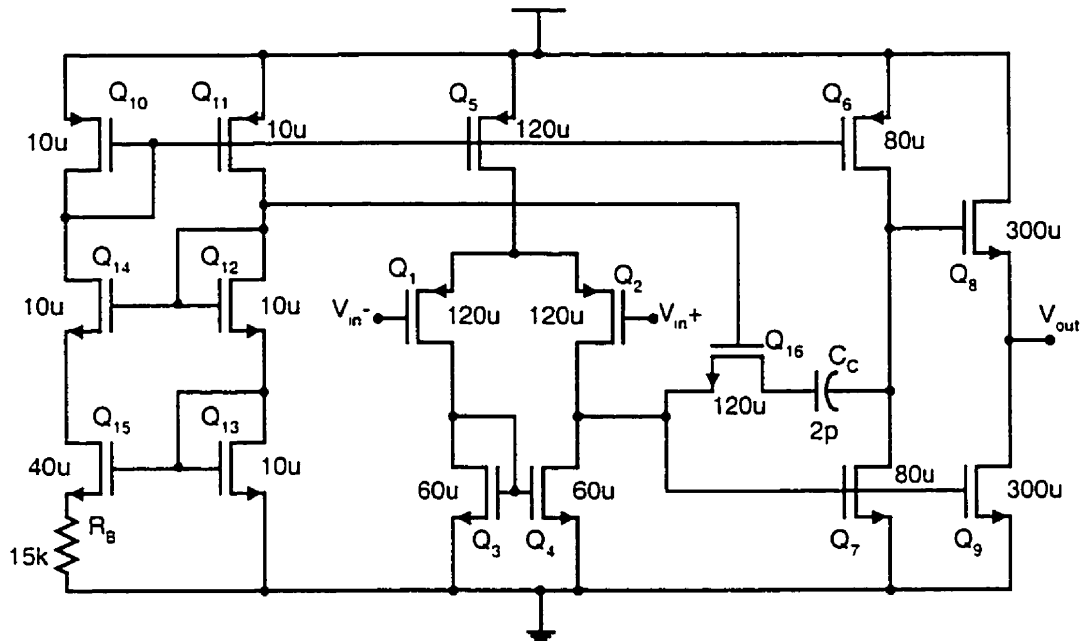 Q10 Q11 Q5 Q6
10u 10u 120u 80u
Q14 Q12 Q8 300u
10u 10u
Q1 Q2
Vin- 120u 120u Vin+
Vout
Q16 CC
120u 2p
Q15 Q13
40u 10u 60u 60u 80u 300u
RB
15k
Q3 Q4 Q7 Q9